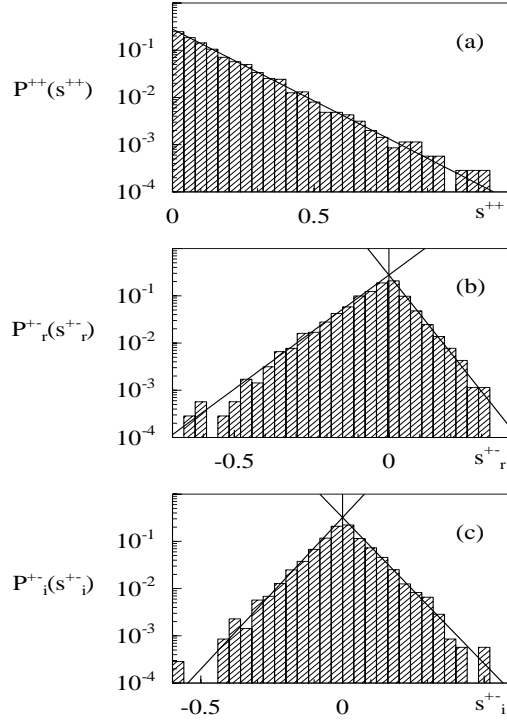 10⁻¹
(a)
P⁺⁺(s⁺⁺)
10⁻²
10⁻³
10⁻⁴
0 0.5 s⁺⁺
(b)
10⁻¹
P⁺⁻ᵣ(s⁺⁻ᵣ)
10⁻²
10⁻³
10⁻⁴
-0.5 0 s⁺⁻ᵣ
(c)
10⁻¹
P⁺⁻ᵢ(s⁺⁻ᵢ)
10⁻²
10⁻³
10⁻⁴
-0.5 0 s⁺⁻ᵢ